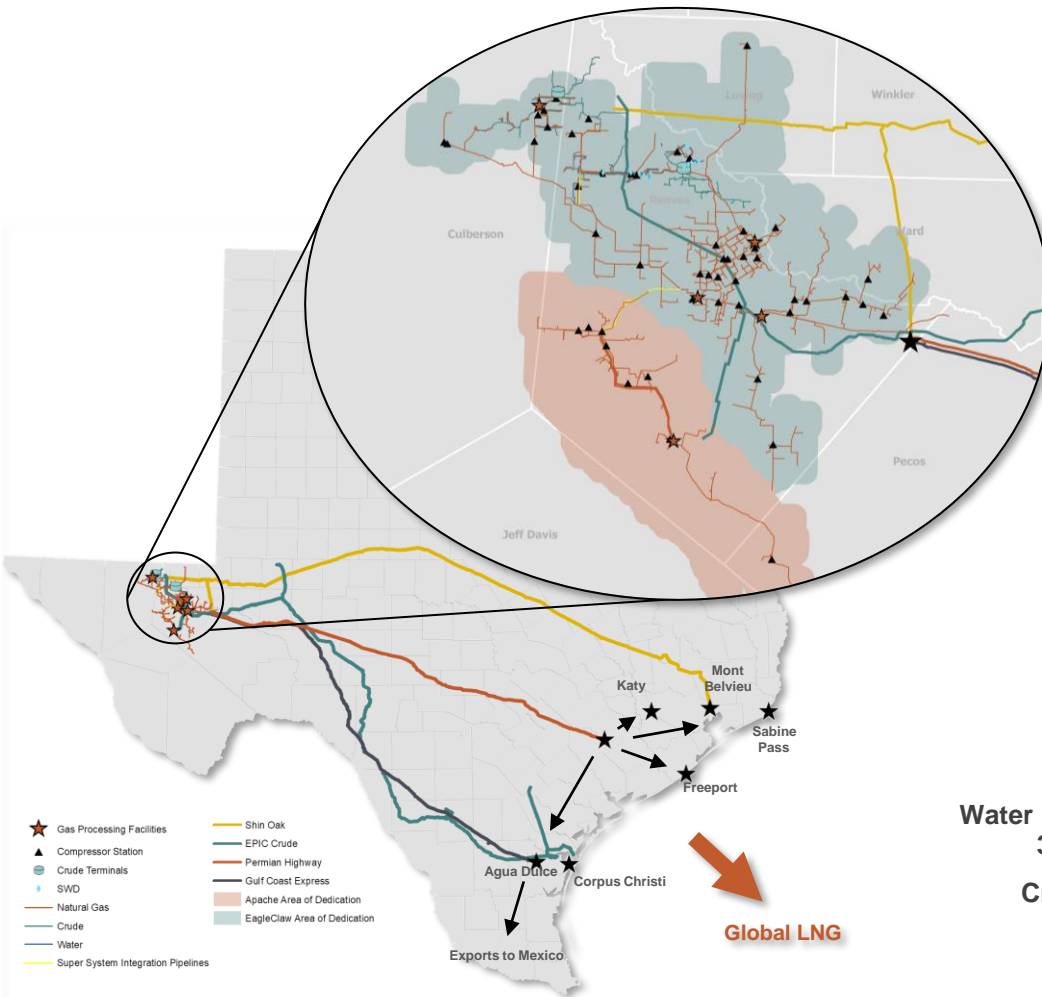 Loving
Winkler
Culberson
Reeves
Ward
Pecos
Jeff Davis
Katy
Mont
Belvieu
Sabine
Pass
Freeport
Agua Dulce
Corpus Christi
Exports to Mexico
Global LNG
Water
3
C
Gas Processing Facilities
Compressor Station
Crude Terminals
SWD
Natural Gas
Crude
Water
Super System Integration Pipelines
Shin Oak
EPIC Crude
Permian Highway
Gulf Coast Express
Apache Area of Dedication
EagleClaw Area of Dedication